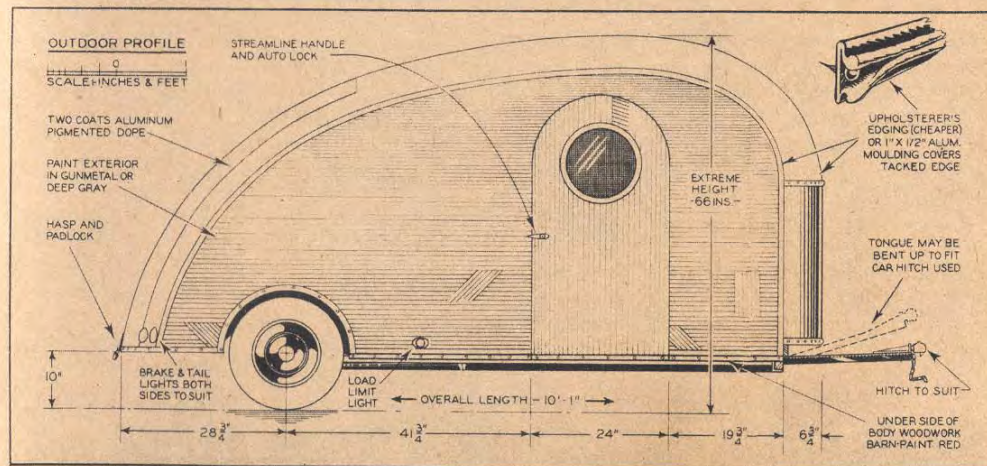 OUTDOOR PROFILE
0
SCALE-INCHES & FEET
STREAMLINE HANDLE
AND AUTO LOCK
TWO COATS ALUMINUM
PIGMENTED DOPE
PAINT EXTERIOR
IN GUNMETAL OR
DEEP GRAY
HASP AND
PADLOCK
UPHOLSTERER'S
EDGING (CHEAPER)
OR 1" X 1/2" ALUM.
MOULDING COVERS
TACKED EDGE
EXTREME
HEIGHT
-66 INS.-
TONGUE MAY BE
BENT UP TO FIT
CAR HITCH USED
10"
BRAKE & TAIL
LIGHTS BOTH
SIDES TO SUIT
LOAD
LIMIT
LIGHT
OVERALL LENGTH - 10'-1"
HITCH TO SUIT
UNDER SIDE OF
BODY WOODWORK
BARN-PAINT RED
28 3/4"
41 3/4"
24"
19 3/4"
6 3/4"